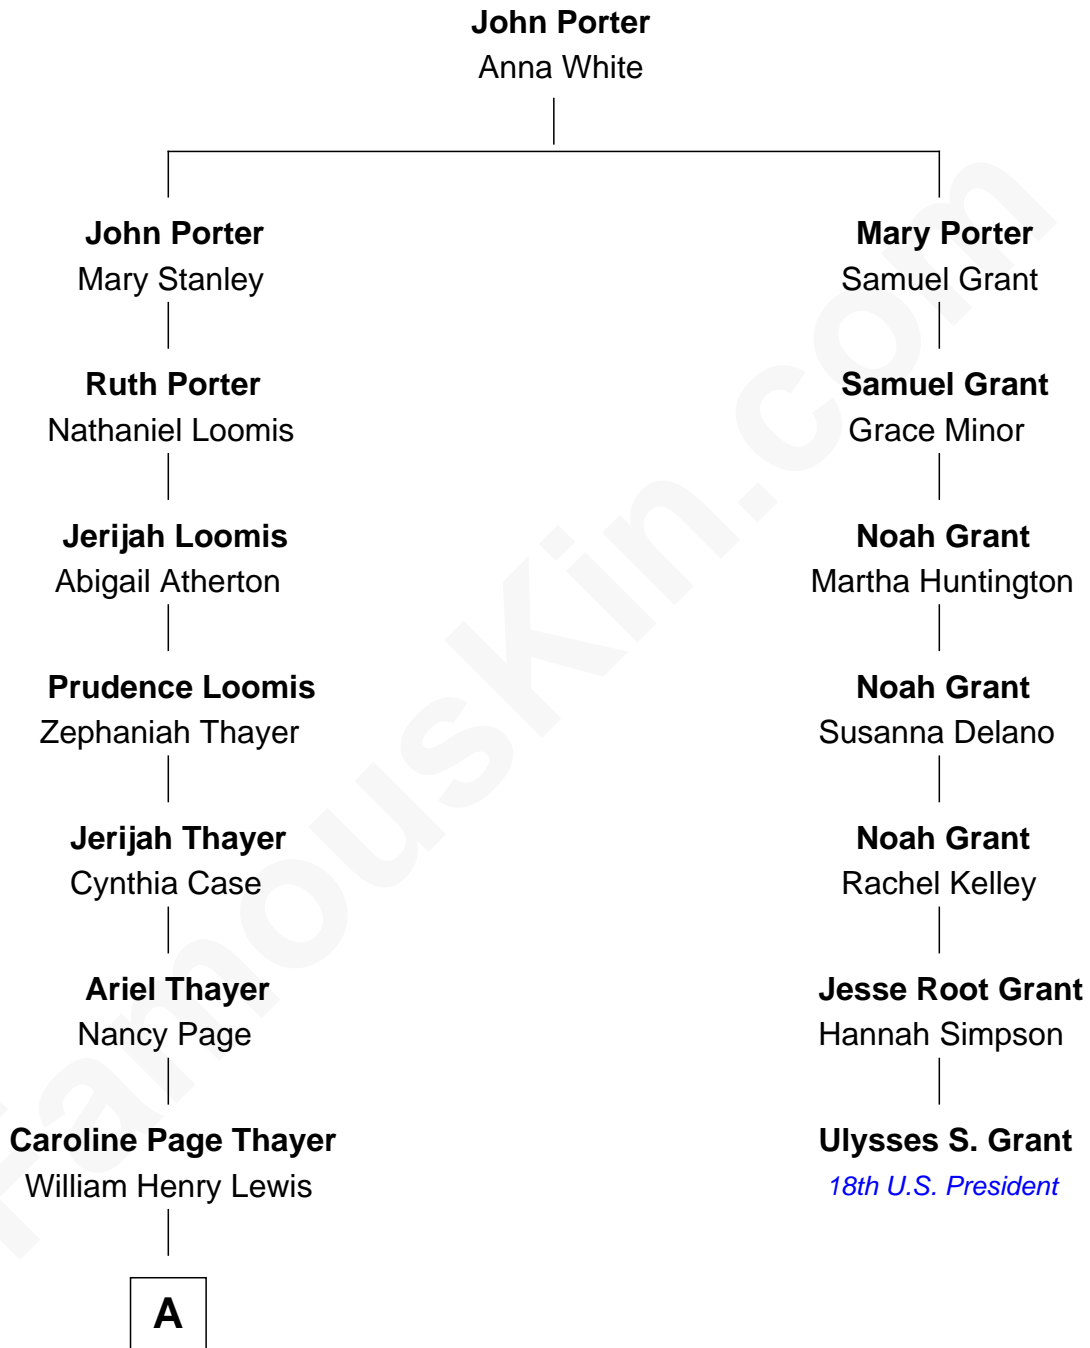 John Porter
Anna White
John Porter
Mary Stanley
Mary Porter
Samuel Grant
Ruth Porter
Nathaniel Loomis
Samuel Grant
Grace Minor
Jerijah Loomis
Abigail Atherton
Noah Grant
Martha Huntington
Prudence Loomis
Zephaniah Thayer
Noah Grant
Susanna Delano
Jerijah Thayer
Cynthia Case
Noah Grant
Rachel Kelley
Ariel Thayer
Nancy Page
Jesse Root Grant
Hannah Simpson
Caroline Page Thayer
William Henry Lewis
Ulysses S. Grant
18th U.S. President
A
FamousKin.com